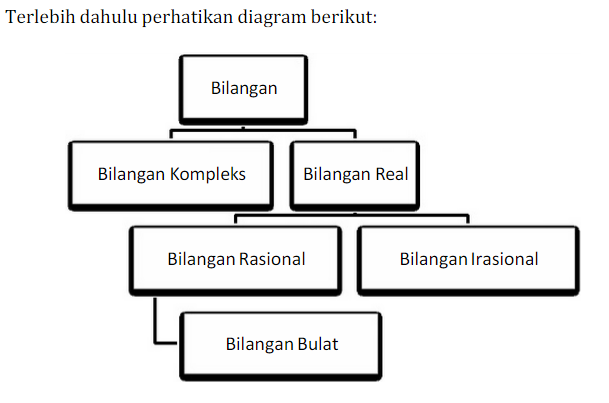 Terlebih dahulu perhatikan diagram berikut:
Bilangan
Bilangan Kompleks
Bilangan Real
Bilangan Rasional
Bilangan Irasional
Bilangan Bulat